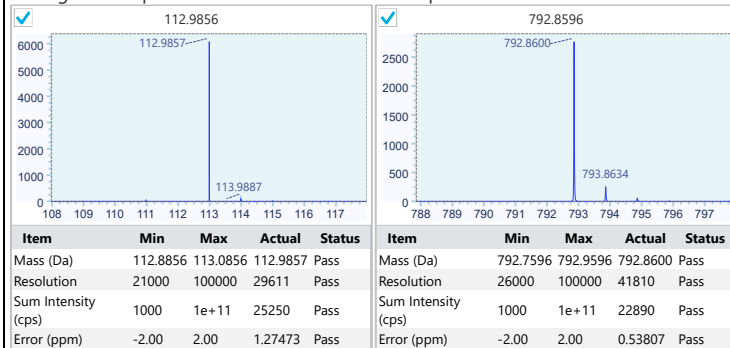 112.9856
6000
5000
4000
3000
2000
1000
0
112.9857
113.9887
108 109 110 111 112 113 114 115 116 117
Item Min Max Actual Status
Mass (Da) 112.8856 113.0856 112.9857 Pass
Resolution 21000 100000 29611 Pass
Sum Intensity
(cps) 1000 1e+11 25250 Pass
Error (ppm) -2.00 2.00 1.27473 Pass
792.8596
2500
2000
1500
1000
500
0
792.8600
793.8634
788 789 790 791 792 793 794 795 796 797
Item Min Max Actual Status
Mass (Da) 792.7596 792.9596 792.8600 Pass
Resolution 26000 100000 41810 Pass
Sum Intensity
(cps) 1000 1e+11 22890 Pass
Error (ppm) -2.00 2.00 0.53807 Pass